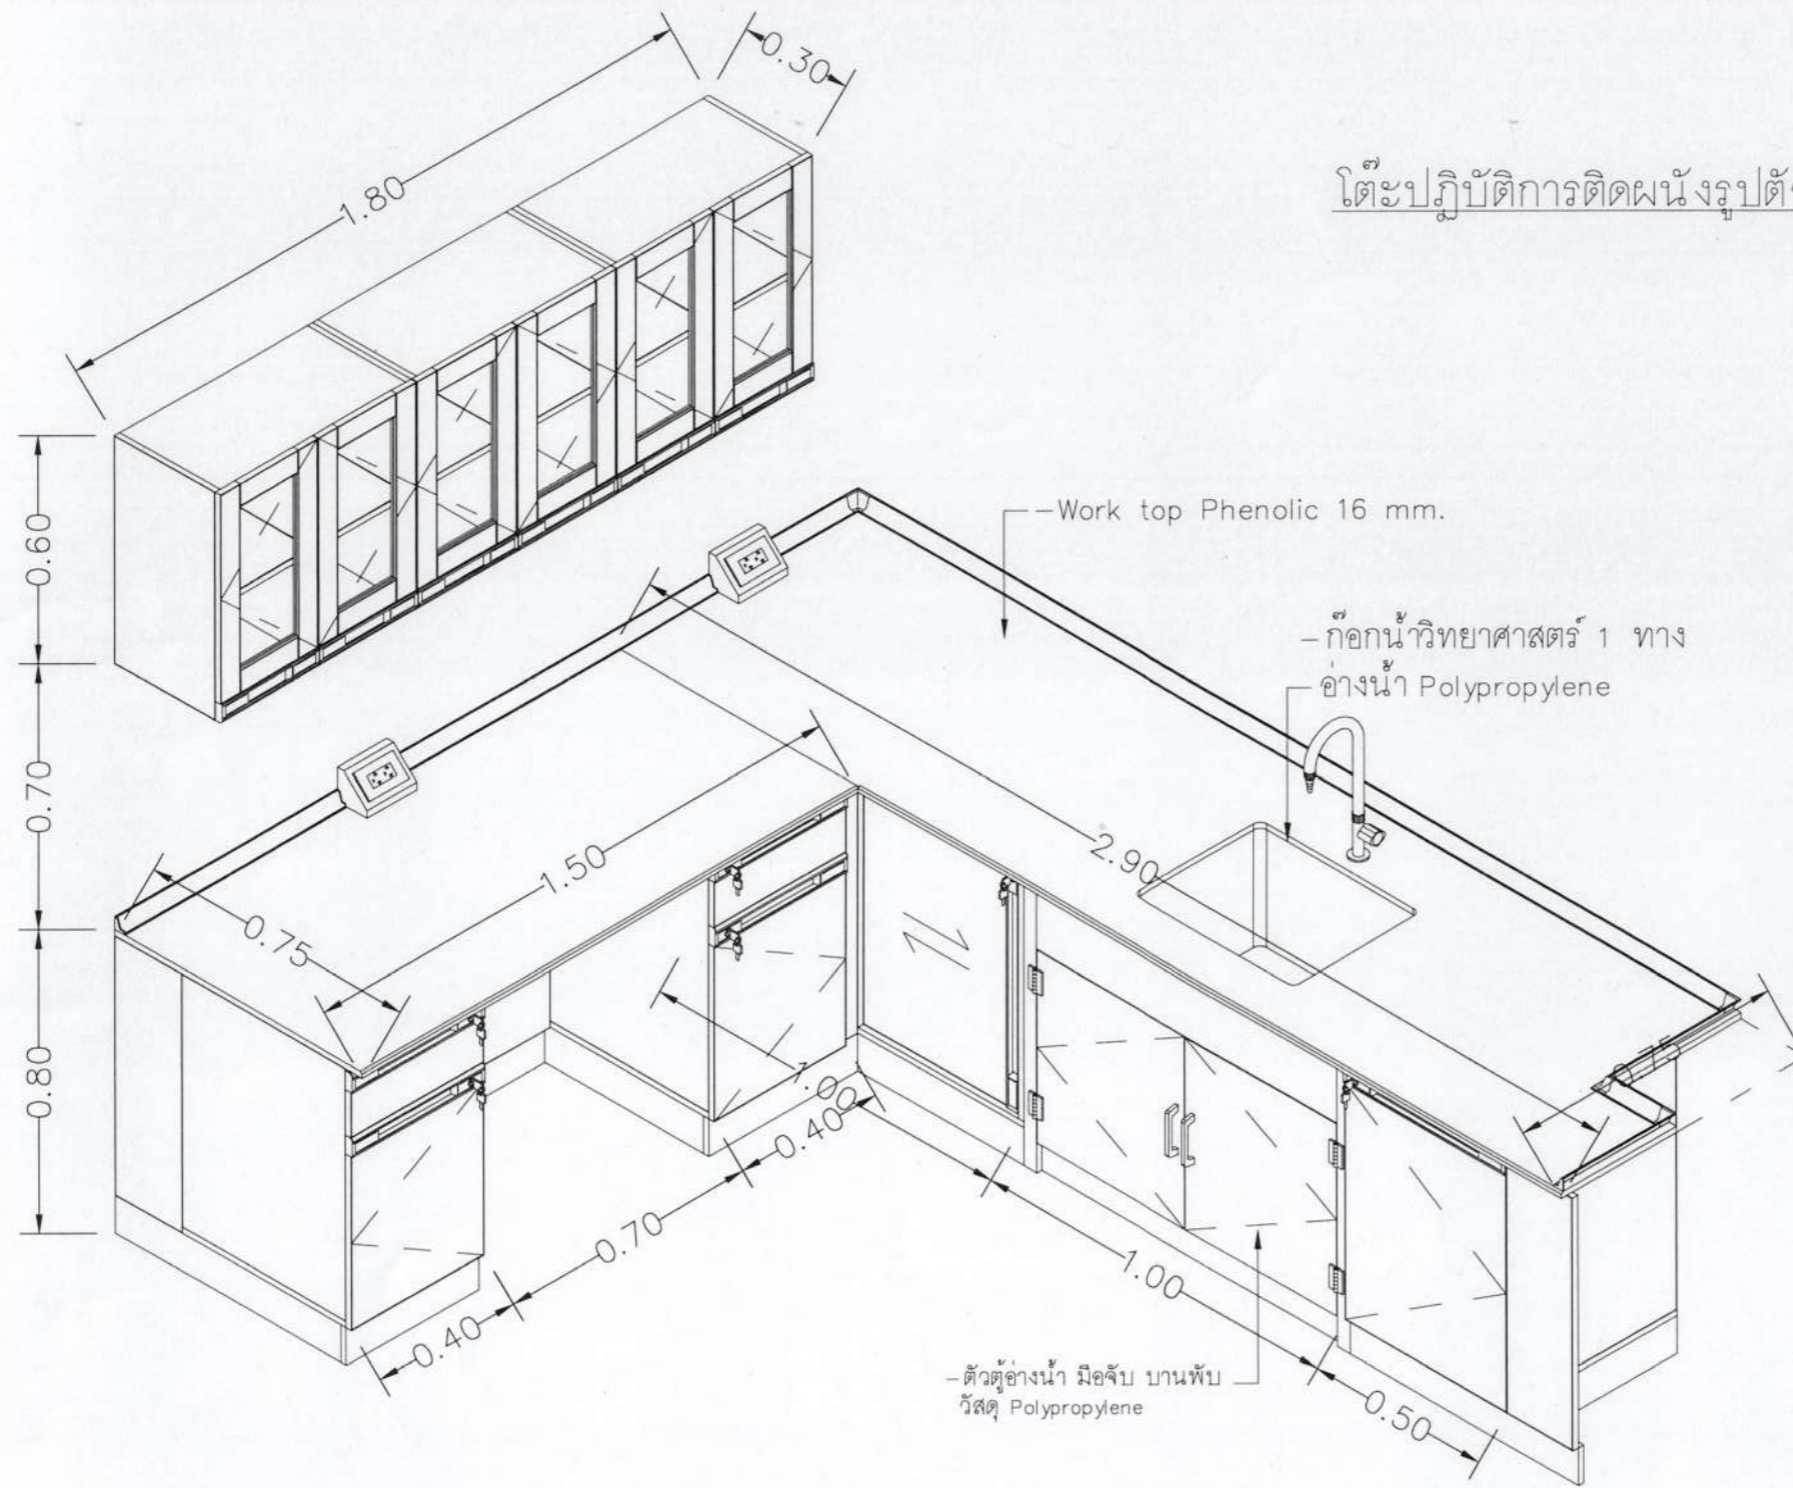 0.30
1.80
โต๊ะปฏิบัติการติดผนังรูปตัว
0.60
-Work top Phenolic 16 mm.
-ก๊อกน้ำวิทยาศาสตร์ 1 ทาง
อ่างน้ำ Polypropylene
0.70
1.50
2.90
0.75
0.80
1.00
0.40
0.70
1.00
0.40
-ตัวตู้อ่างน้ำ มือจับ บานพับ
วัสดุ Polypropylene
0.50